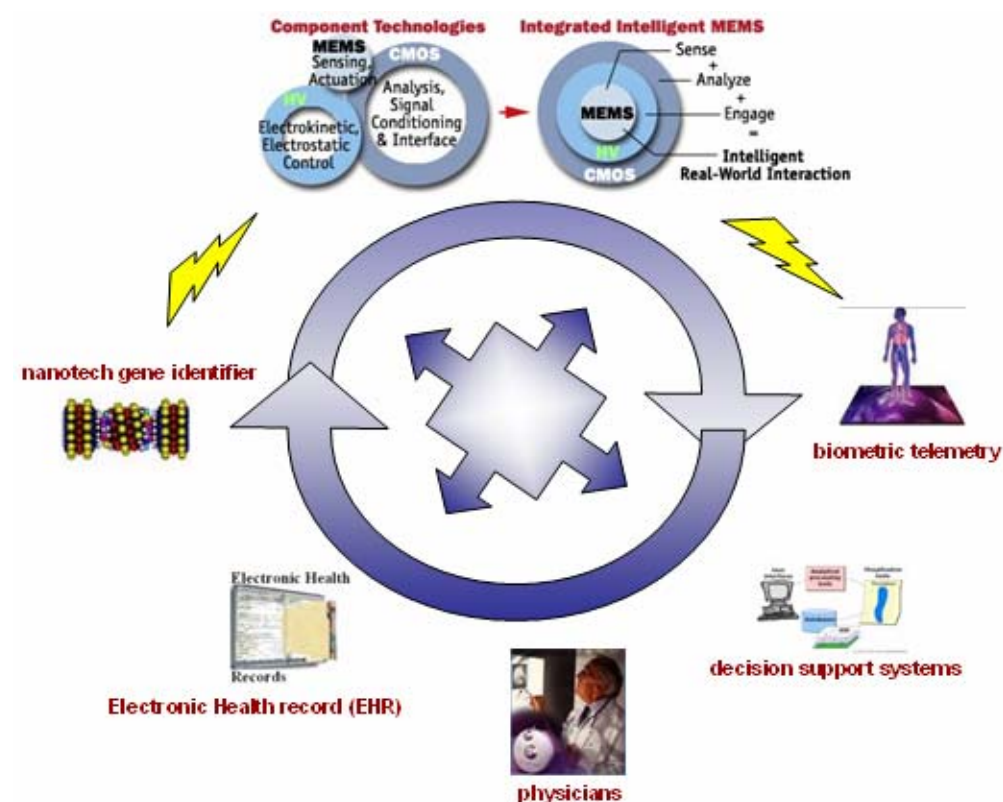 Component Technologies
MEMS
Sensing,
Actuation
CMOS
Analysis,
Signal
Conditioning
& Interface
HV
Electrokinetic,
Electrostatic
Control
Integrated Intelligent MEMS
Sense
+
Analyze
+
Engage
=
Intelligent
Real-World Interaction
MEMS
HV
CMOS
nanotech gene identifier
biometric telemetry
Electronic Health
Records
Electronic Health record (EHR)
decision support systems
physicians